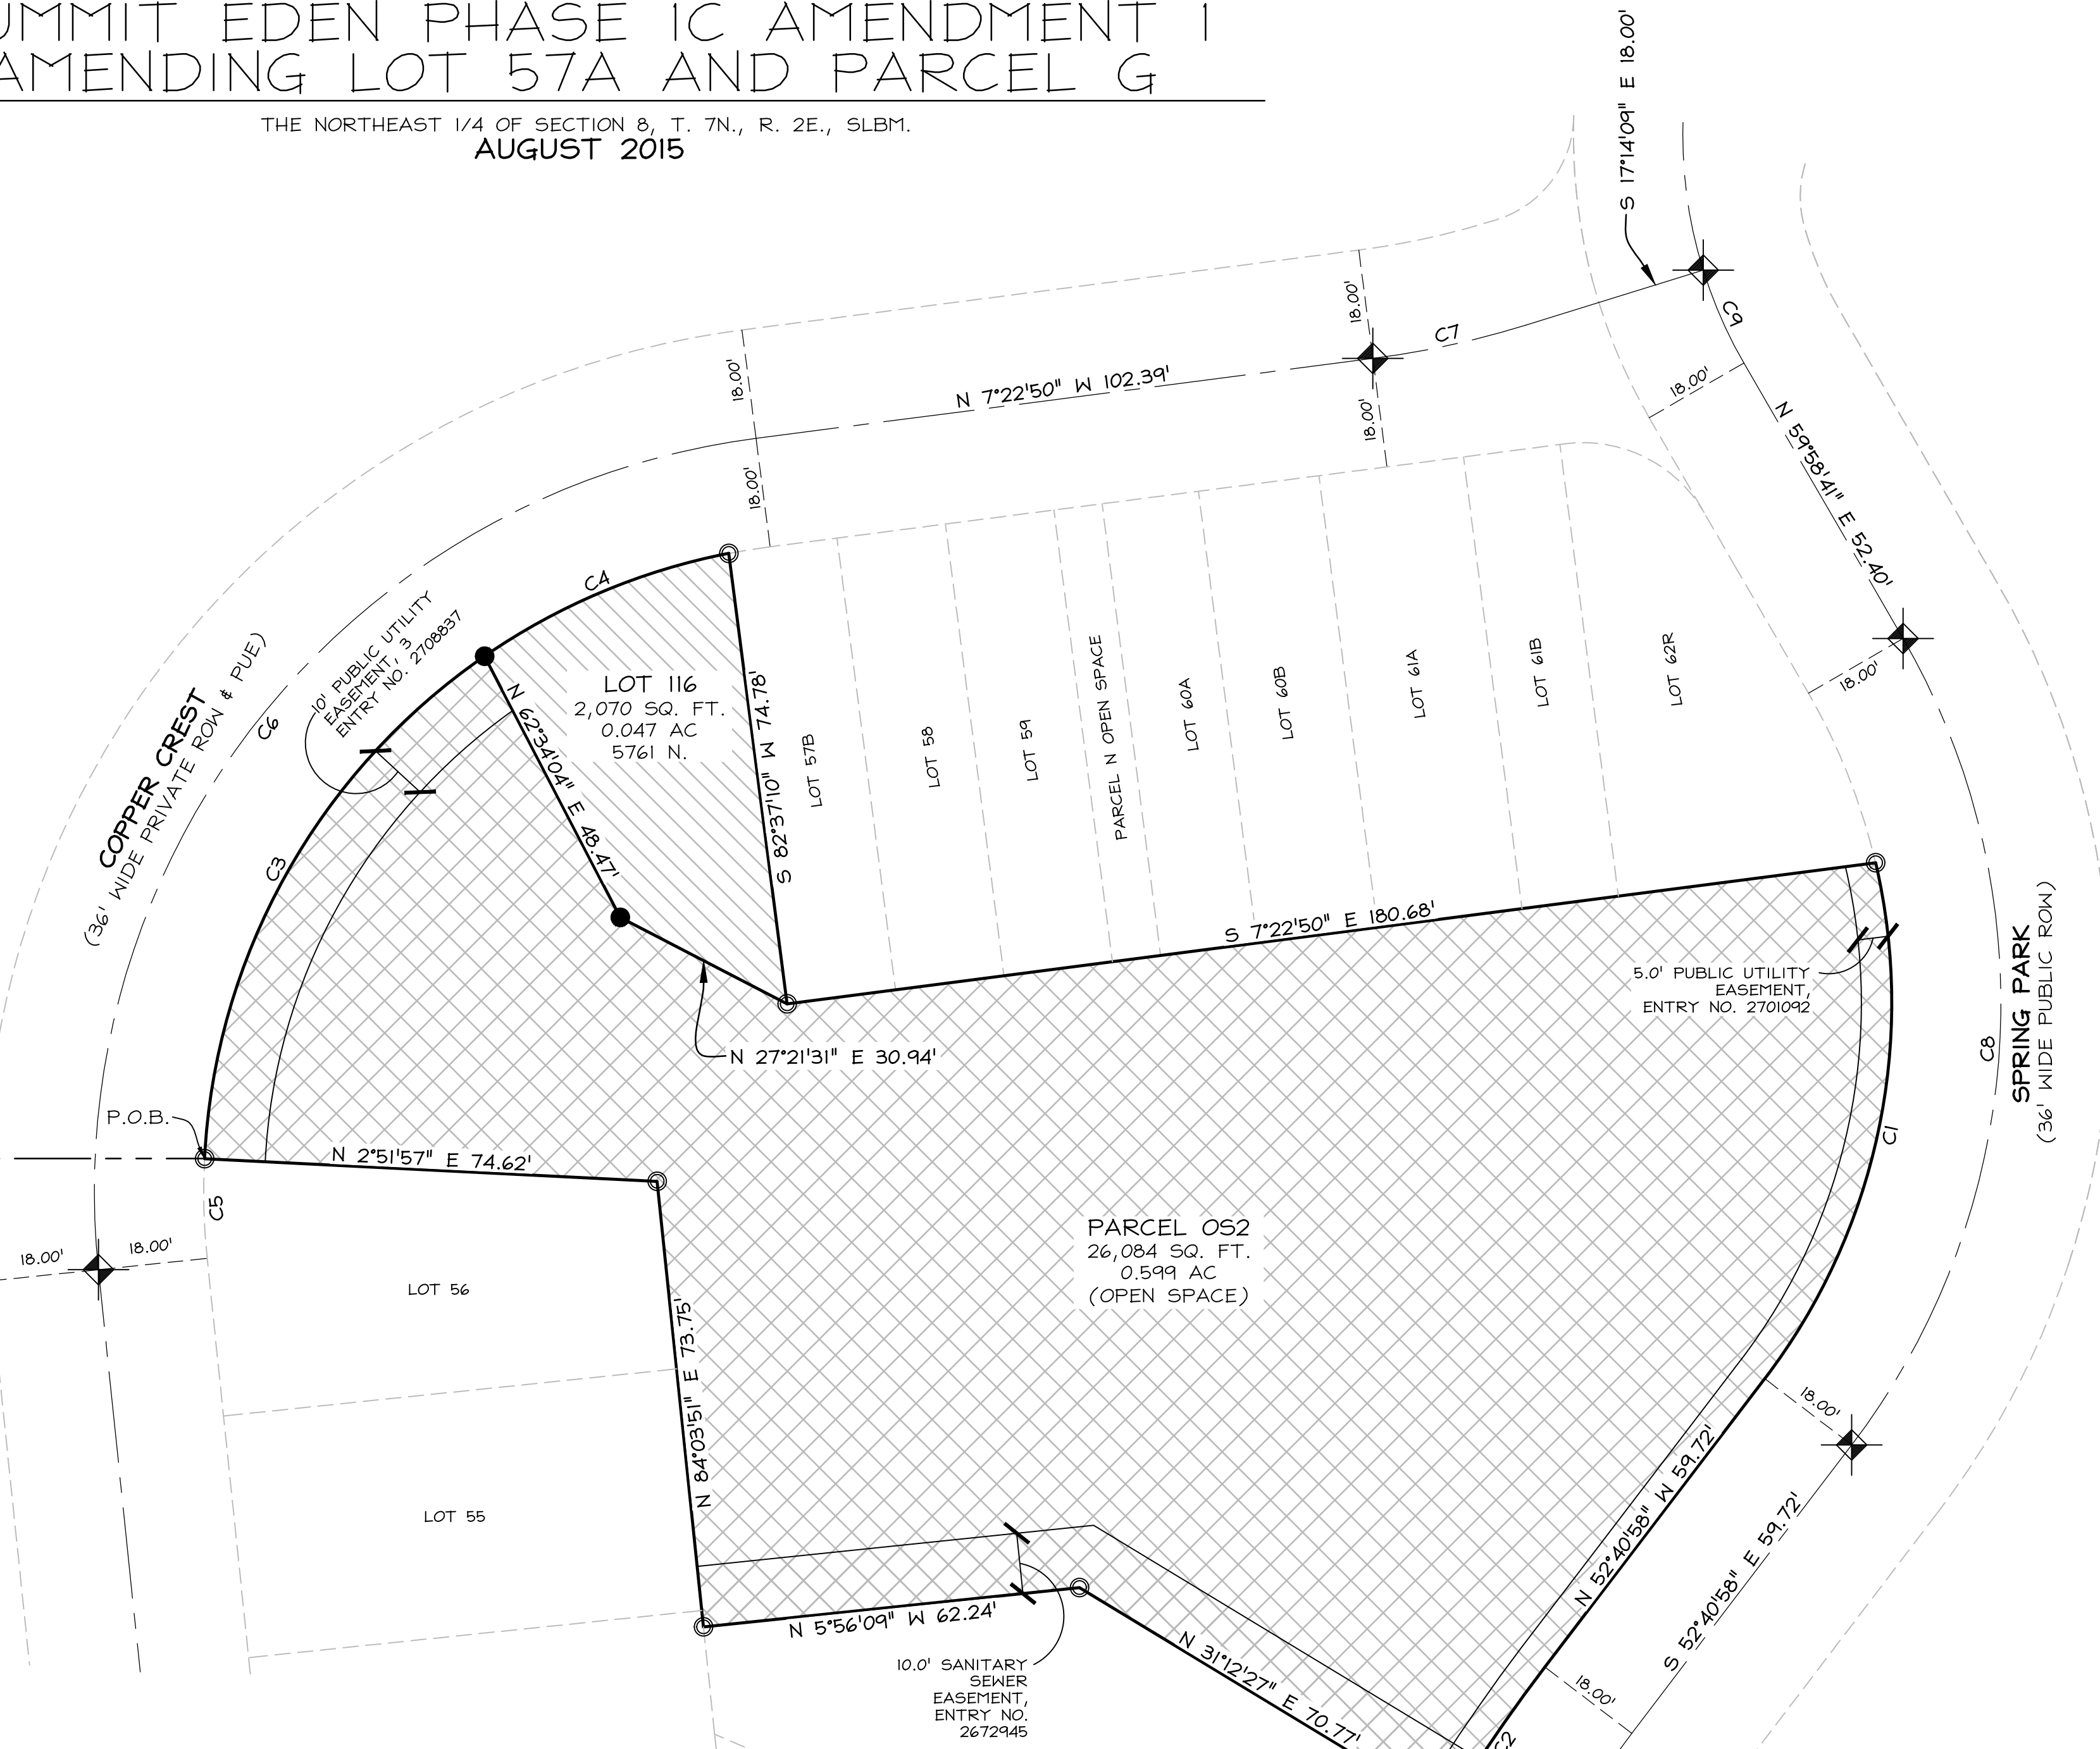 UMMIT EDEN PHASE 1C AMENDMENT 1
AMENDING LOT 57A AND PARCEL G
THE NORTHEAST 1/4 OF SECTION 8, T. 7N., R. 2E., SLBM.
AUGUST 2015
S 17°14'09" E 18.00'
C9
C7
18.00'
18.00'
N 7°22'50" W 102.39'
18.00'
18.00'
18.00'
N 59°58'41" E 52.40'
18.00'
C4
10' PUBLIC UTILITY
EASEMENT, 3
ENTRY NO. 2708837
COPPER CREST
(36' WIDE PRIVATE ROW & PUE)
C6
C3
LOT 116
2,070 SQ. FT.
0.047 AC
5761 N.
N 62°34'04" E 48.47'
S 82°37'10" W 74.78'
LOT 57B
LOT 58
LOT 59
PARCEL N OPEN SPACE
LOT 60A
LOT 60B
LOT 61A
LOT 61B
LOT 62R
S 7°22'50" E 180.68'
5.0' PUBLIC UTILITY
EASEMENT,
ENTRY NO. 2701092
N 27°21'31" E 30.94'
C8
SPRING PARK
(36' WIDE PUBLIC ROW)
C1
P.O.B.
N 2°51'57" E 74.62'
C5
18.00'
18.00'
LOT 56
PARCEL OS2
26,084 SQ. FT.
0.599 AC
(OPEN SPACE)
N 84°03'51" E 73.75'
LOT 55
18.00'
N 52°40'58" W 59.72'
S 52°40'58" E 59.72'
N 5°56'09" W 62.24'
10.0' SANITARY
SEWER
EASEMENT,
ENTRY NO.
2672945
N 31°12'27" E 70.77'
18.00'
C2